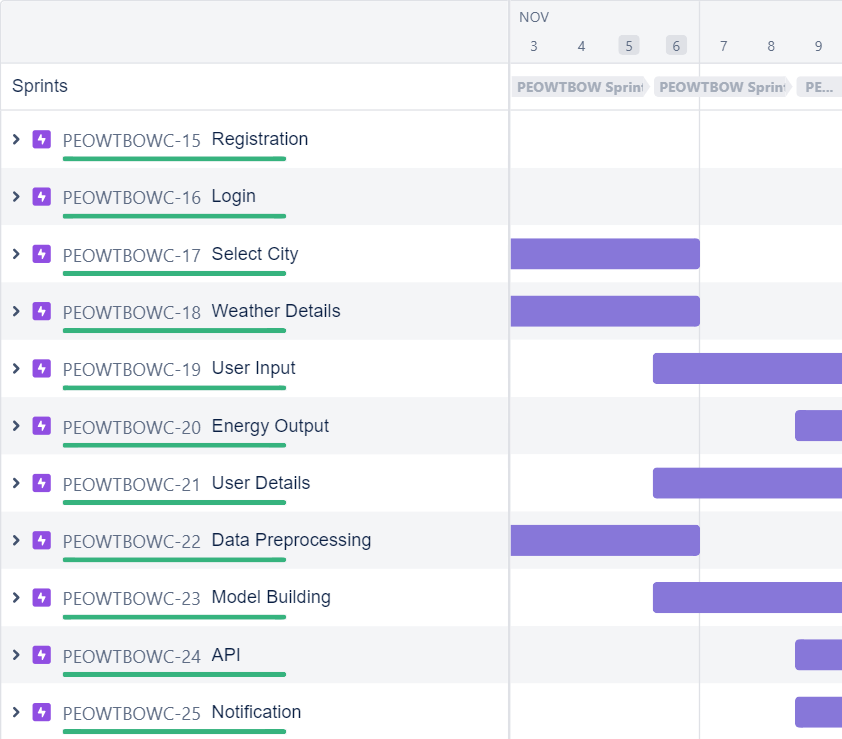 NOV
3 4 5 6 7 8 9
Sprints PEOWTBOW Sprin PEOWTBOW Sprin PE...
PEOWTBOWC-15 Registration
PEOWTBOWC-16 Login
PEOWTBOWC-17 Select City
PEOWTBOWC-18 Weather Details
PEOWTBOWC-19 User Input
PEOWTBOWC-20 Energy Output
PEOWTBOWC-21 User Details
PEOWTBOWC-22 Data Preprocessing
PEOWTBOWC-23 Model Building
PEOWTBOWC-24 API
PEOWTBOWC-25 Notification